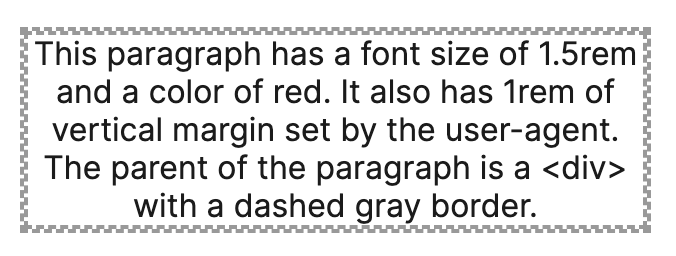 This paragraph has a font size of 1.5rem
and a color of red. It also has 1rem of
vertical margin set by the user-agent.
The parent of the paragraph is a <div>
with a dashed gray border.